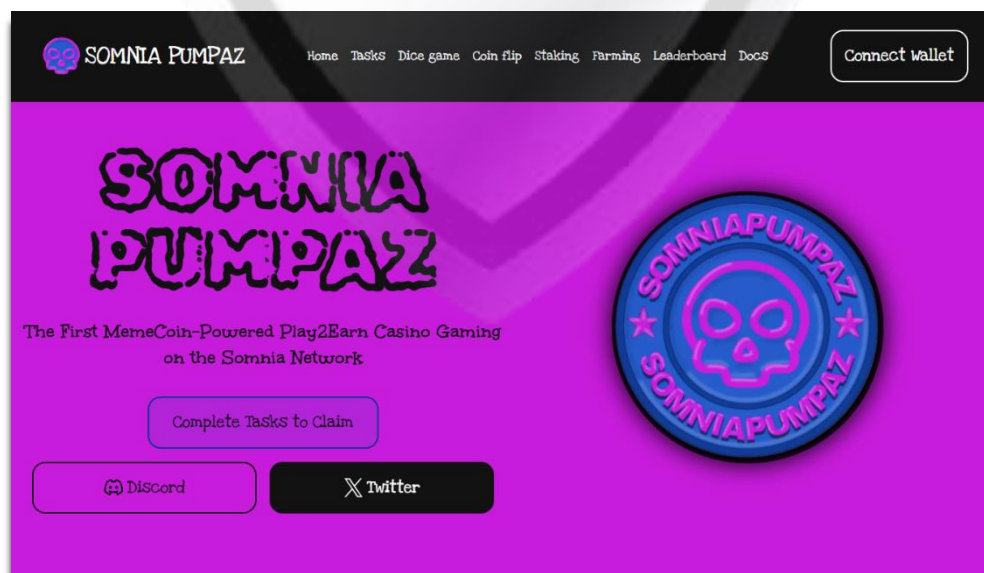 SOMNIA PUMPAZ
Home Tasks Dice game Coin flip Staking Farming Leaderboard Docs
Connect Wallet
SOMNIA
PUMPAZ
The First MemeCoin-Powered Play2Earn Casino Gaming
on the Somnia Network
Complete Tasks to Claim
Discord
Twitter
SOMNIAPUMPAZ
SOMNIAPUMPAZ